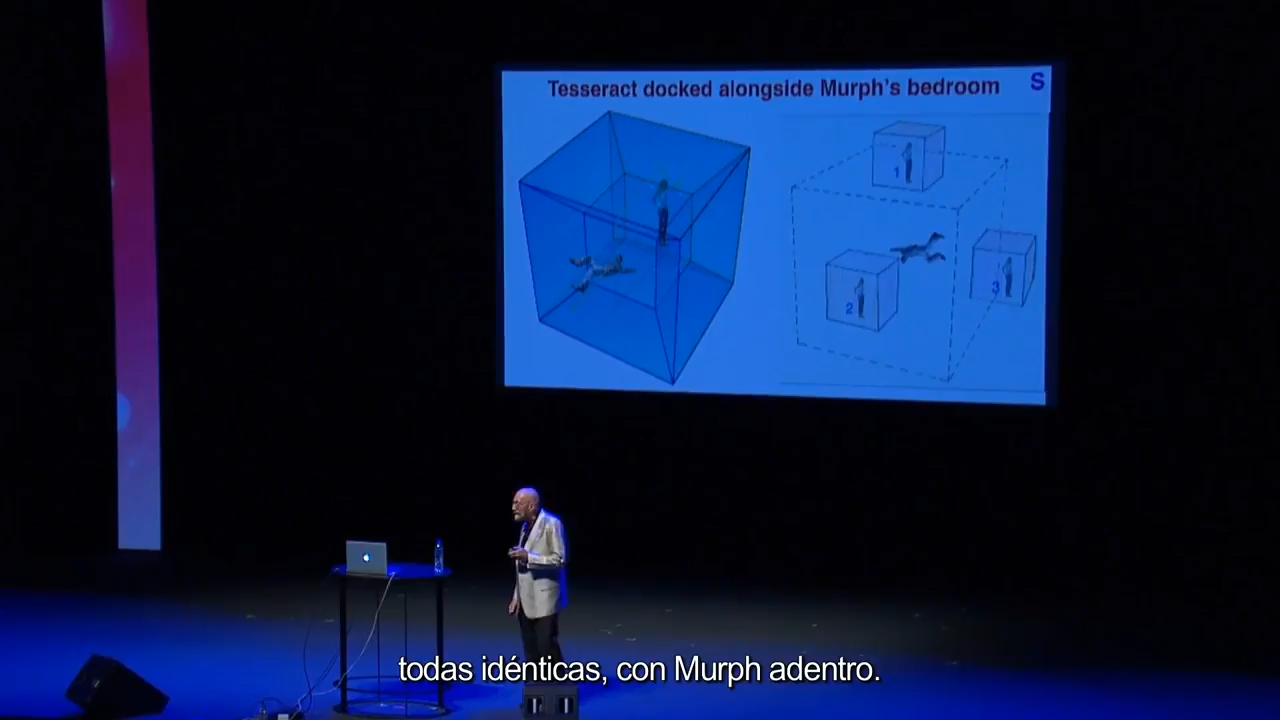 Tesseract docked alongside Murph's bedroom
S
1
2
3
todas idénticas, con Murph adentro.